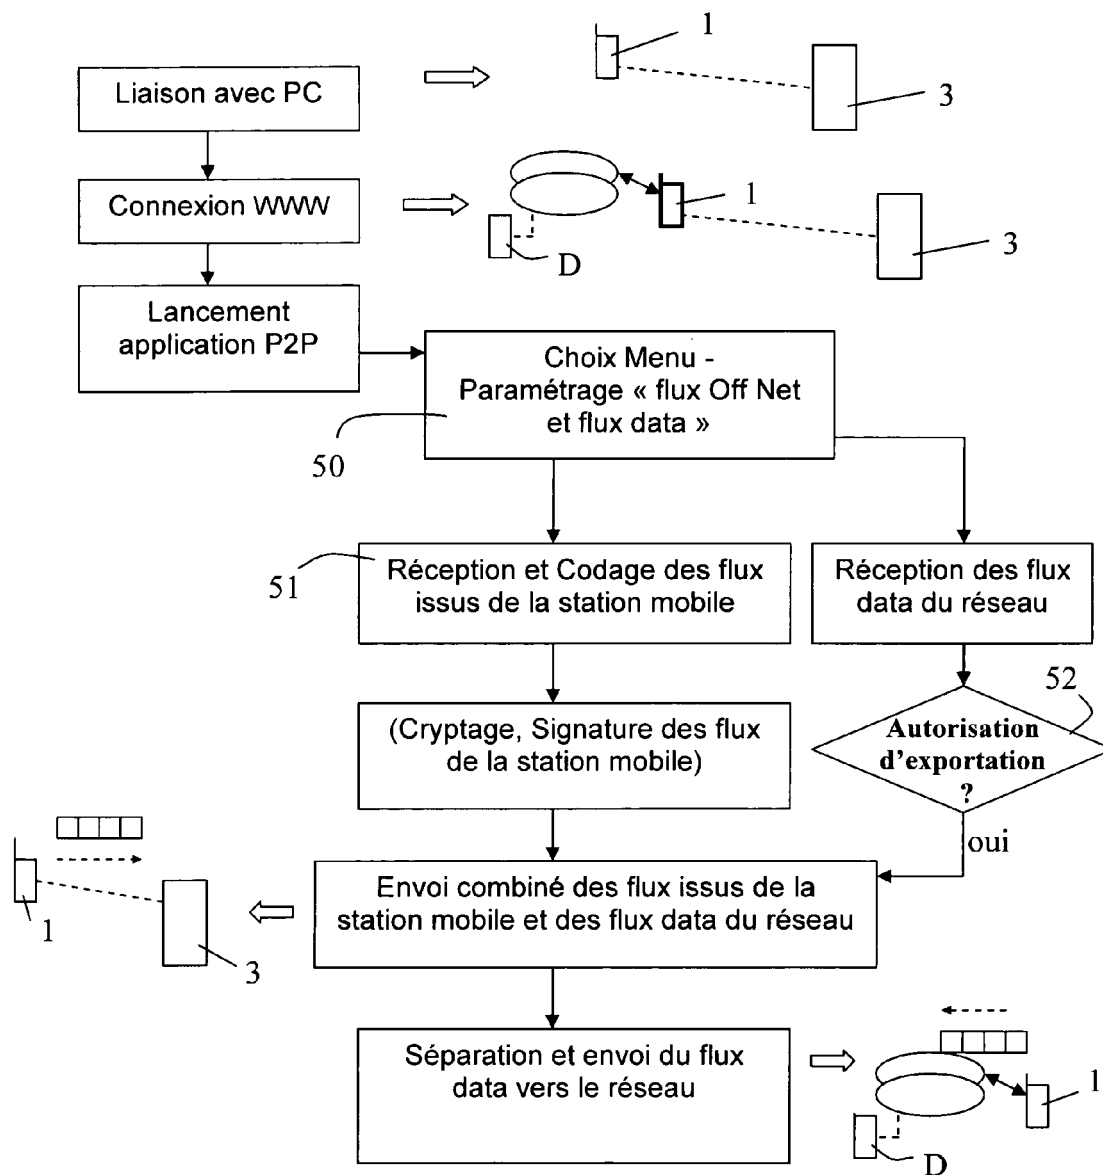 1
Liaison avec PC
3
Connexion WWW
1
D
3
Lancement
application P2P
Choix Menu -
Paramétrage « flux Off Net
et flux data »
50
51
Réception et Codage des flux
issus de la station mobile
Réception des flux
data du réseau
52
(Cryptage, Signature des flux
de la station mobile)
Autorisation
d'exportation
?
oui
Envoi combiné des flux issus de la
station mobile et des flux data du réseau
1
3
Séparation et envoi du flux
data vers le réseau
1
D